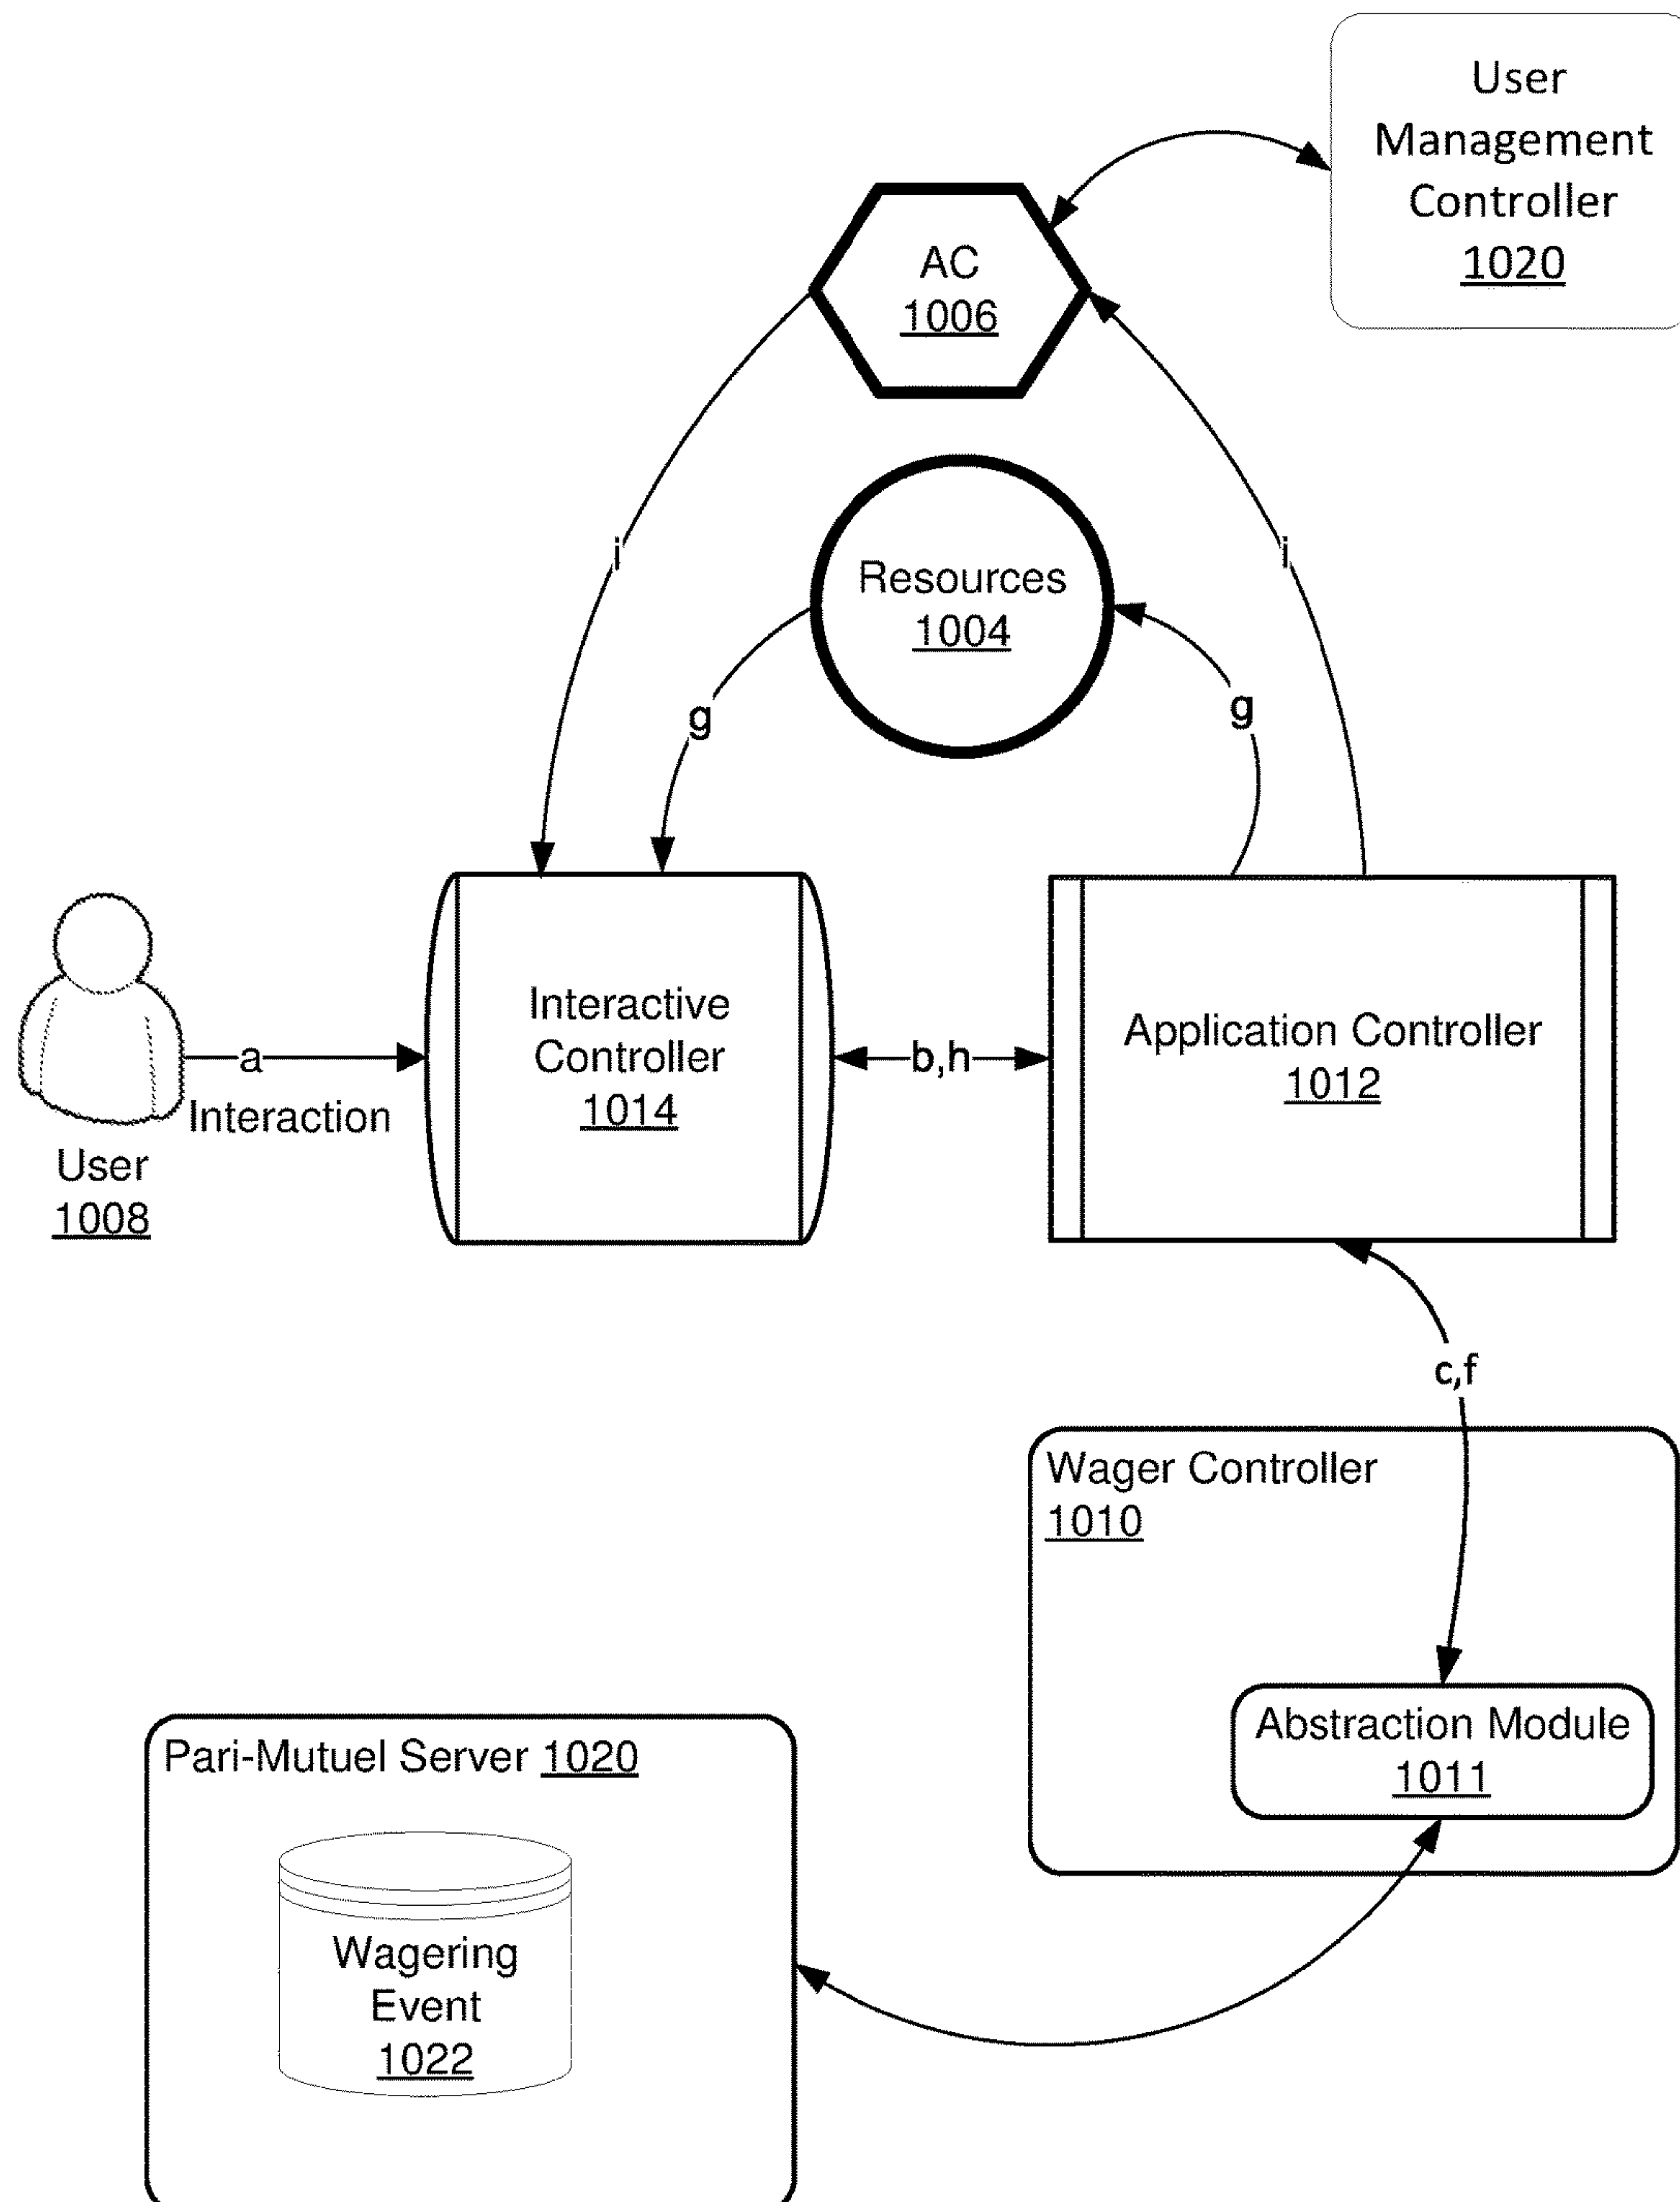 User
Management
Controller
1020
AC
1006
i
i
Resources
1004
g
g
Interactive
Controller
1014
Application Controller
1012
a
Interaction
b,h
User
1008
c,f
Wager Controller
1010
Abstraction Module
1011
Pari-Mutuel Server 1020
Wagering
Event
1022